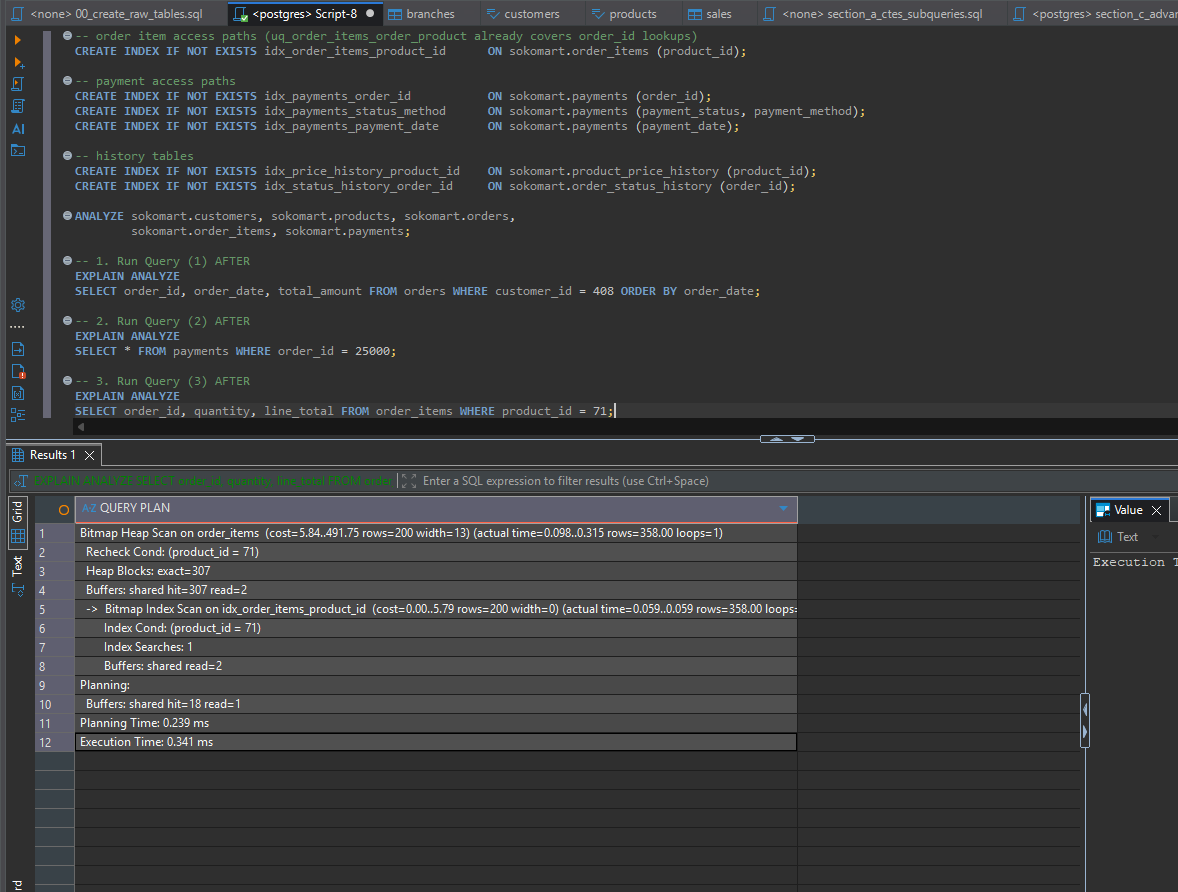 <none> 00_create_raw_tables.sql <postgres> Script-8 branches customers products sales <none> section_a_ctes_subqueries.sql <postgres> section_c_advan
-- order item access paths (uq_order_items_order_product already covers order_id lookups)
CREATE INDEX IF NOT EXISTS idx_order_items_product_id ON sokomart.order_items (product_id);
-- payment access paths
CREATE INDEX IF NOT EXISTS idx_payments_order_id ON sokomart.payments (order_id);
CREATE INDEX IF NOT EXISTS idx_payments_status_method ON sokomart.payments (payment_status, payment_method);
CREATE INDEX IF NOT EXISTS idx_payments_payment_date ON sokomart.payments (payment_date);
-- history tables
CREATE INDEX IF NOT EXISTS idx_price_history_product_id ON sokomart.product_price_history (product_id);
CREATE INDEX IF NOT EXISTS idx_status_history_order_id ON sokomart.order_status_history (order_id);
ANALYZE sokomart.customers, sokomart.products, sokomart.orders,
sokomart.order_items, sokomart.payments;
-- 1. Run Query (1) AFTER
EXPLAIN ANALYZE
SELECT order_id, order_date, total_amount FROM orders WHERE customer_id = 408 ORDER BY order_date;
-- 2. Run Query (2) AFTER
EXPLAIN ANALYZE
SELECT * FROM payments WHERE order_id = 25000;
-- 3. Run Query (3) AFTER
EXPLAIN ANALYZE
SELECT order_id, quantity, line_total FROM order_items WHERE product_id = 71;
AI
Results 1
EXPLAIN ANALYZE SELECT order_id, quantity, line_total FROM order Enter a SQL expression to filter results (use Ctrl+Space)
Grid
Text
A-Z QUERY PLAN
1 Bitmap Heap Scan on order_items (cost=5.84..491.75 rows=200 width=13) (actual time=0.098..0.315 rows=358.00 loops=1)
2 Recheck Cond: (product_id = 71)
3 Heap Blocks: exact=307
4 Buffers: shared hit=307 read=2
5 -> Bitmap Index Scan on idx_order_items_product_id (cost=0.00..5.79 rows=200 width=0) (actual time=0.059..0.059 rows=358.00 loops=
6 Index Cond: (product_id = 71)
7 Index Searches: 1
8 Buffers: shared read=2
9 Planning:
10 Buffers: shared hit=18 read=1
11 Planning Time: 0.239 ms
12 Execution Time: 0.341 ms
Value
Text
Execution T
rd